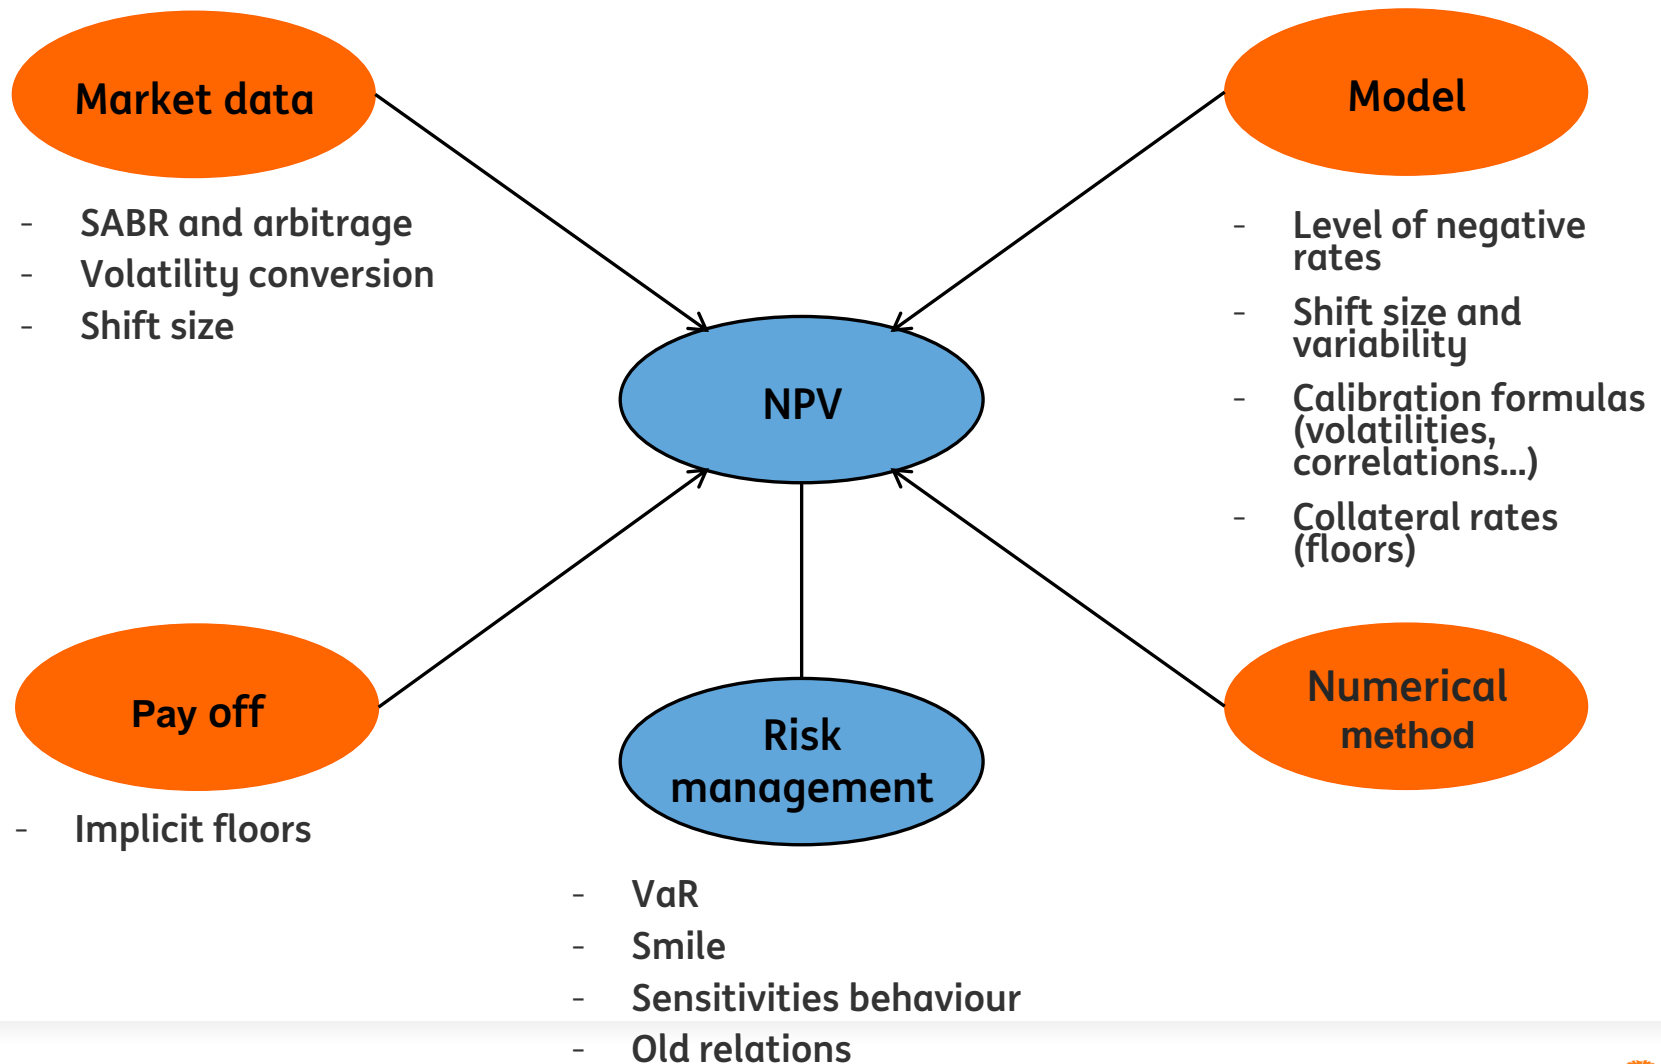 Market data
- SABR and arbitrage
- Volatility conversion
- Shift size
Model
- Level of negative
rates
- Shift size and
variability
- Calibration formulas
(volatilities,
correlations...)
- Collateral rates
(floors)
NPV
Pay off
- Implicit floors
Risk
management
- VaR
- Smile
- Sensitivities behaviour
- Old relations
Numerical
method